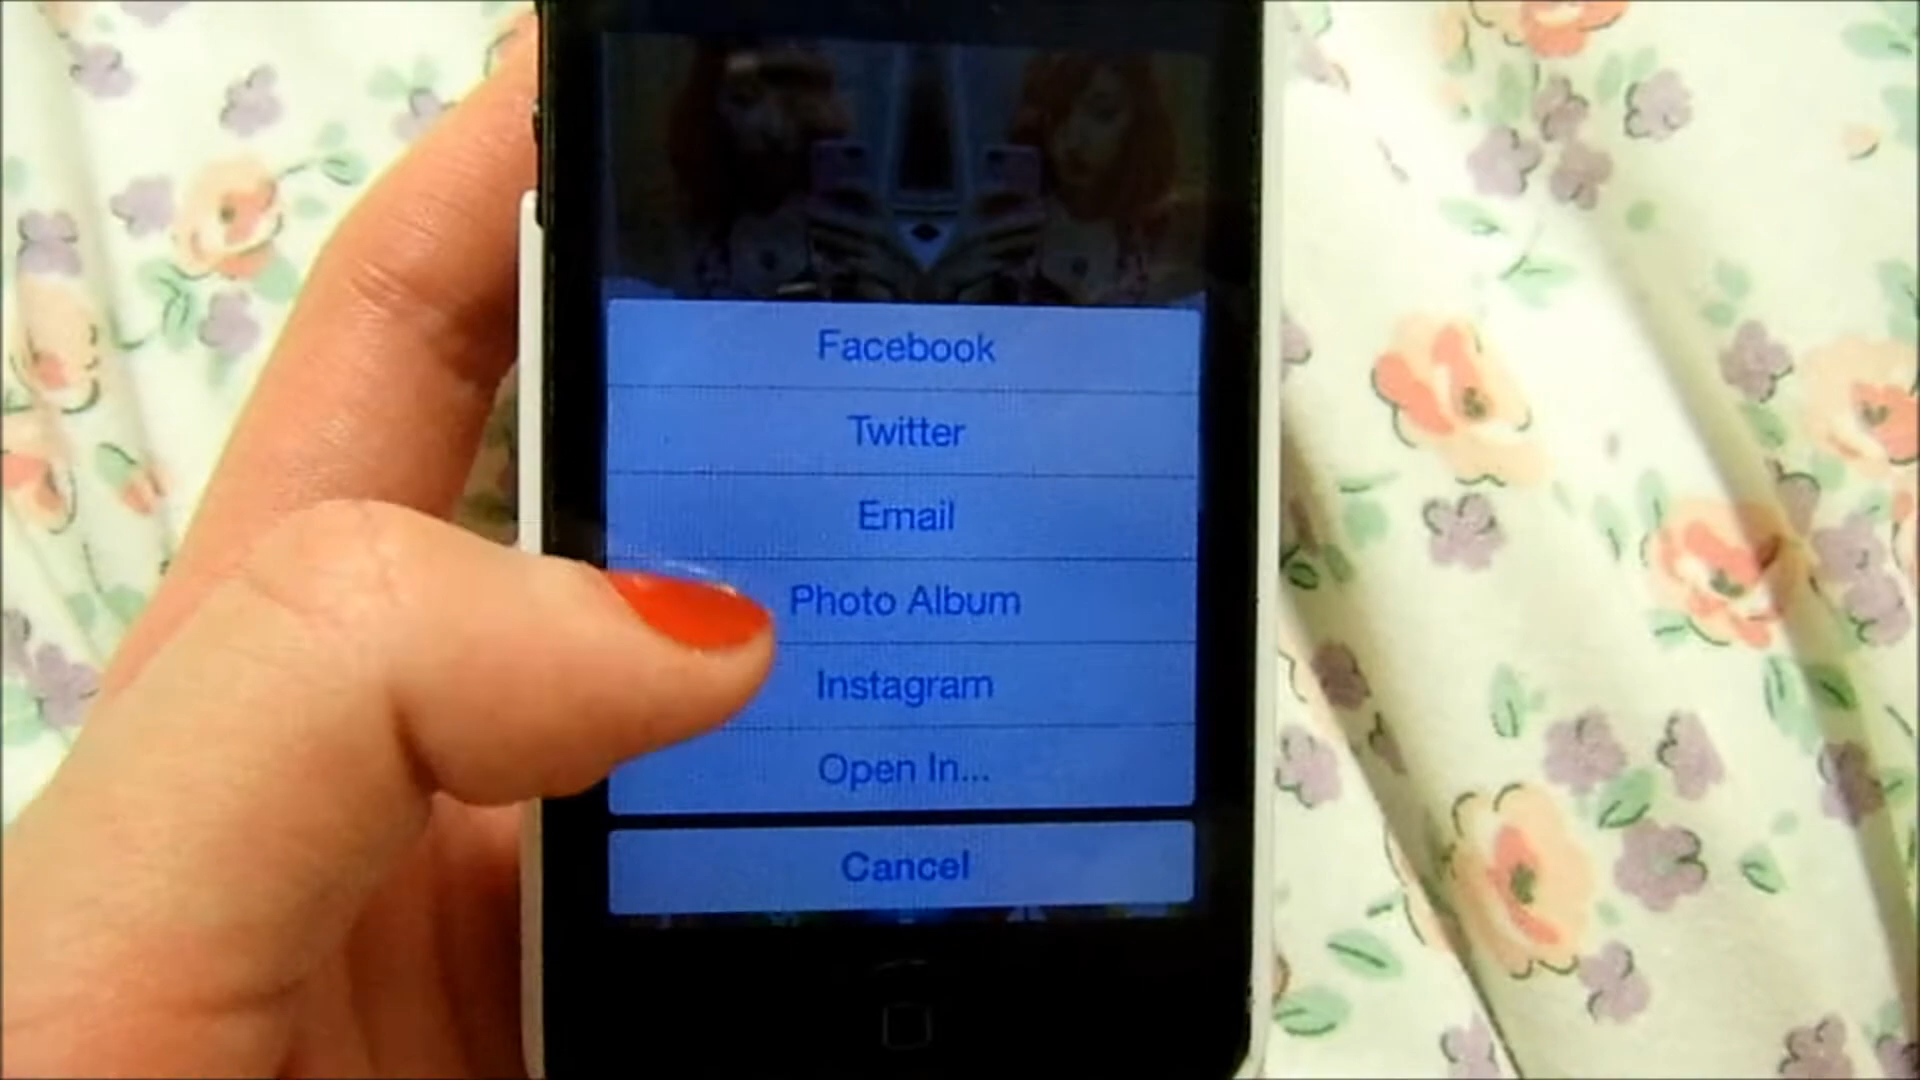 Facebook
Twitter
Email
Photo Album
Instagram
Open In...
Cancel